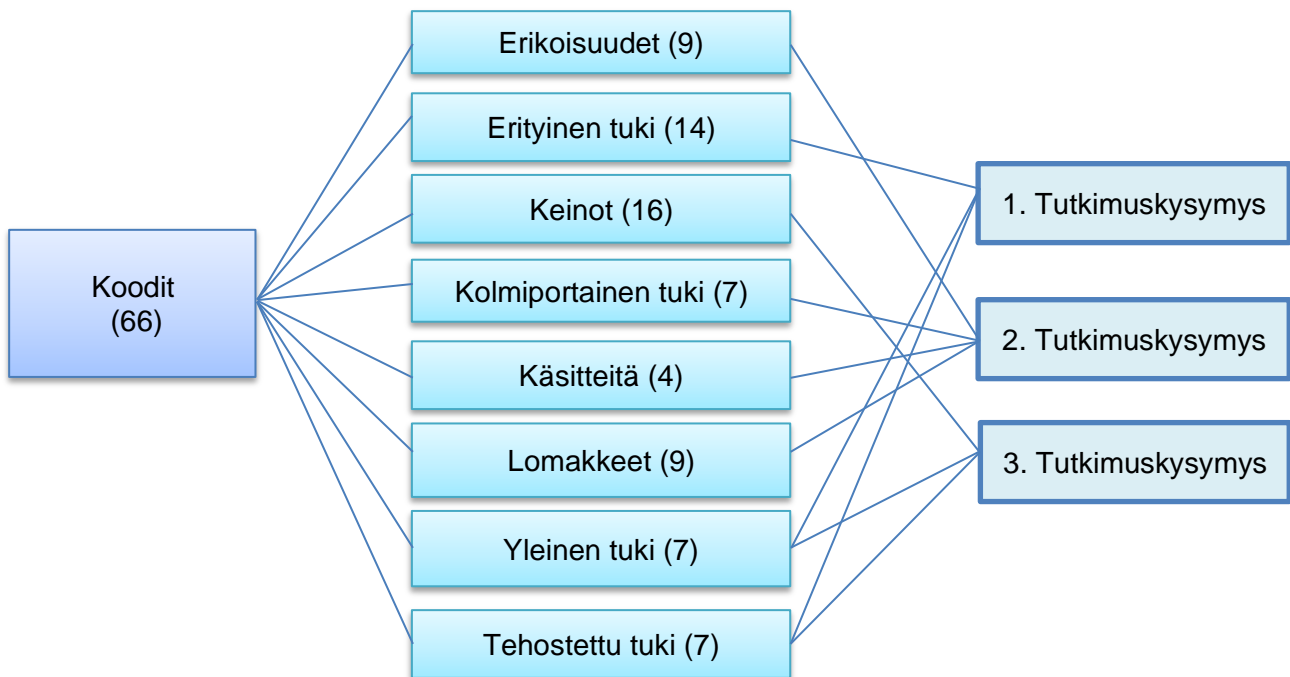 Koodit
(66)
Erikoisuudet (9)
Erityinen tuki (14)
Keinot (16)
Kolmiportainen tuki (7)
Käsitteitä (4)
Lomakkeet (9)
Yleinen tuki (7)
Tehostettu tuki (7)
1. Tutkimuskysymys
2. Tutkimuskysymys
3. Tutkimuskysymys